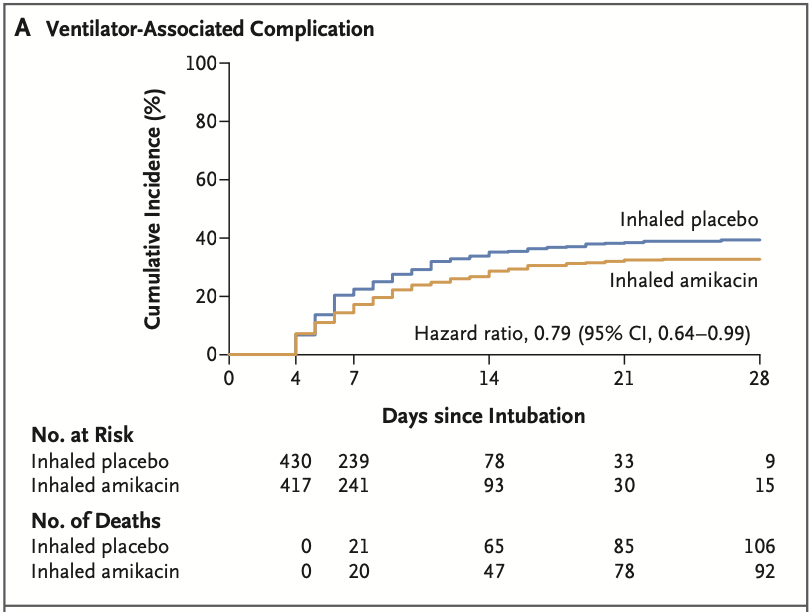 A Ventilator-Associated Complication
Cumulative Incidence (%)
100
80
60
40
20
0
Inhaled placebo
Inhaled amikacin
Hazard ratio, 0.79 (95% CI, 0.64–0.99)
0 4 7 14 21 28
Days since Intubation
No. at Risk
Inhaled placebo 430 239 78 33 9
Inhaled amikacin 417 241 93 30 15
No. of Deaths
Inhaled placebo 0 21 65 85 106
Inhaled amikacin 0 20 47 78 92